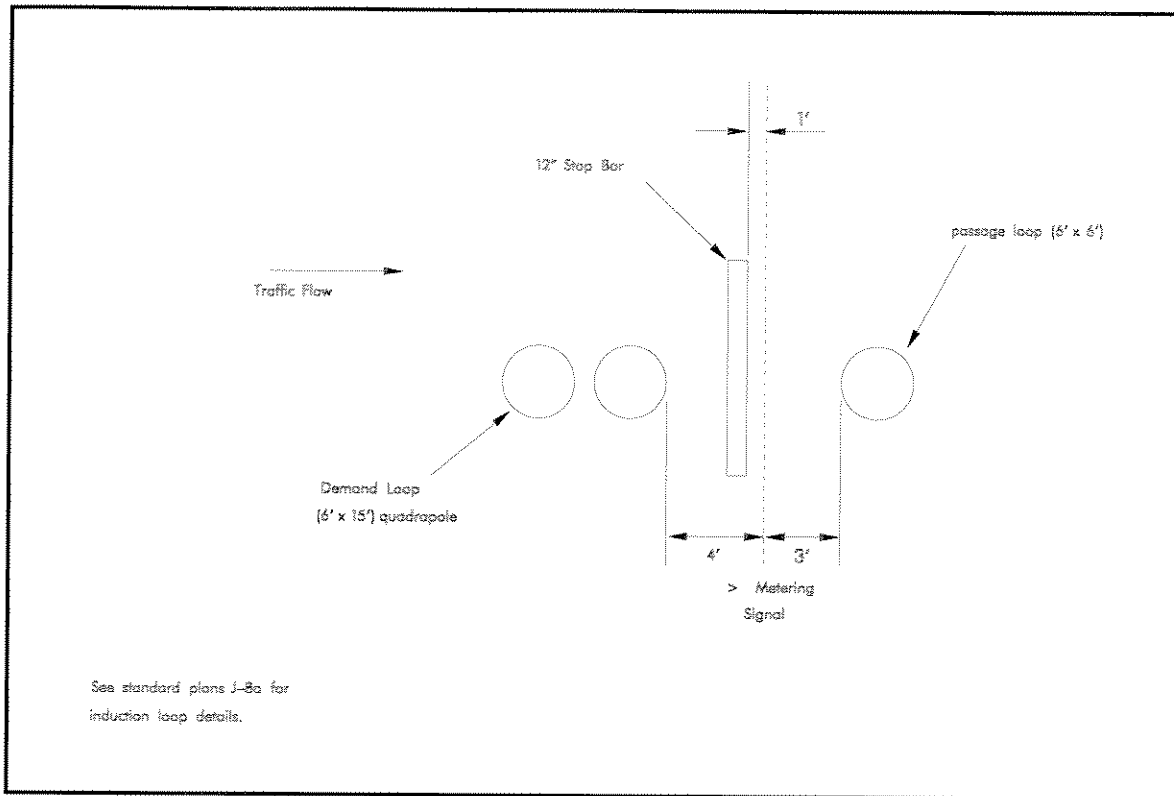 1'
12" Stop Bar
passage loop (6' x 6')
Traffic Flow
Demand Loop
(6' x 15') quadrapole
4'
3'
> Metering
Signal
See standard plans J-8a for
induction loop details.